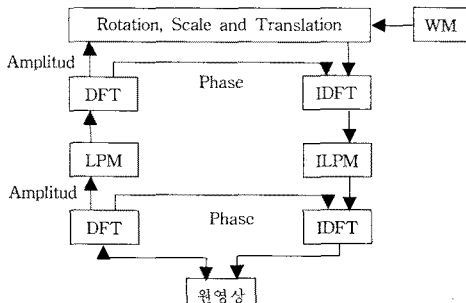 Rotation, Scale and Translation
WM
Amplitud
Phase
DFT
IDFT
LPM
ILPM
Amplitud
Phase
DFT
IDFT
원영상